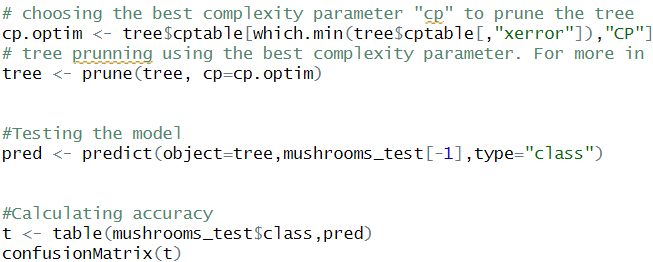 # choosing the best complexity parameter "cp" to prune the tree
cp.optim <- tree$cptable[which.min(tree$cptable[,"xerror"]),"CP"]
# tree prunning using the best complexity parameter. For more in
tree <- prune(tree, cp=cp.optim)
#Testing the model
pred <- predict(object=tree,mushrooms_test[-1],type="class")
#Calculating accuracy
t <- table(mushrooms_test$class,pred)
confusionMatrix(t)